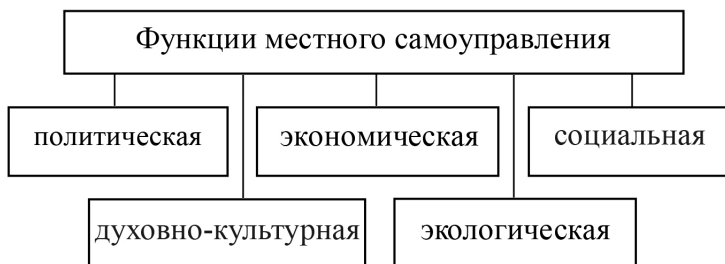 Функции местного самоуправления
политическая
экономическая
социальная
духовно-культурная
экологическая